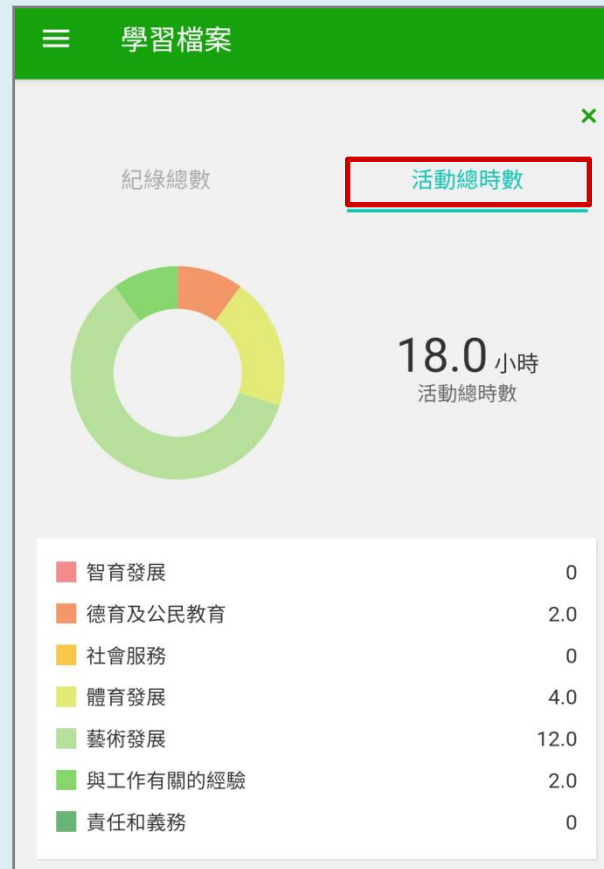 學習檔案
紀綠總數 活動總時數
18.0 小時
活動總時數
智育發展 0
德育及公民教育 2.0
社會服務 0
體育發展 4.0
藝術發展 12.0
與工作有關的經驗 2.0
責任和義務 0